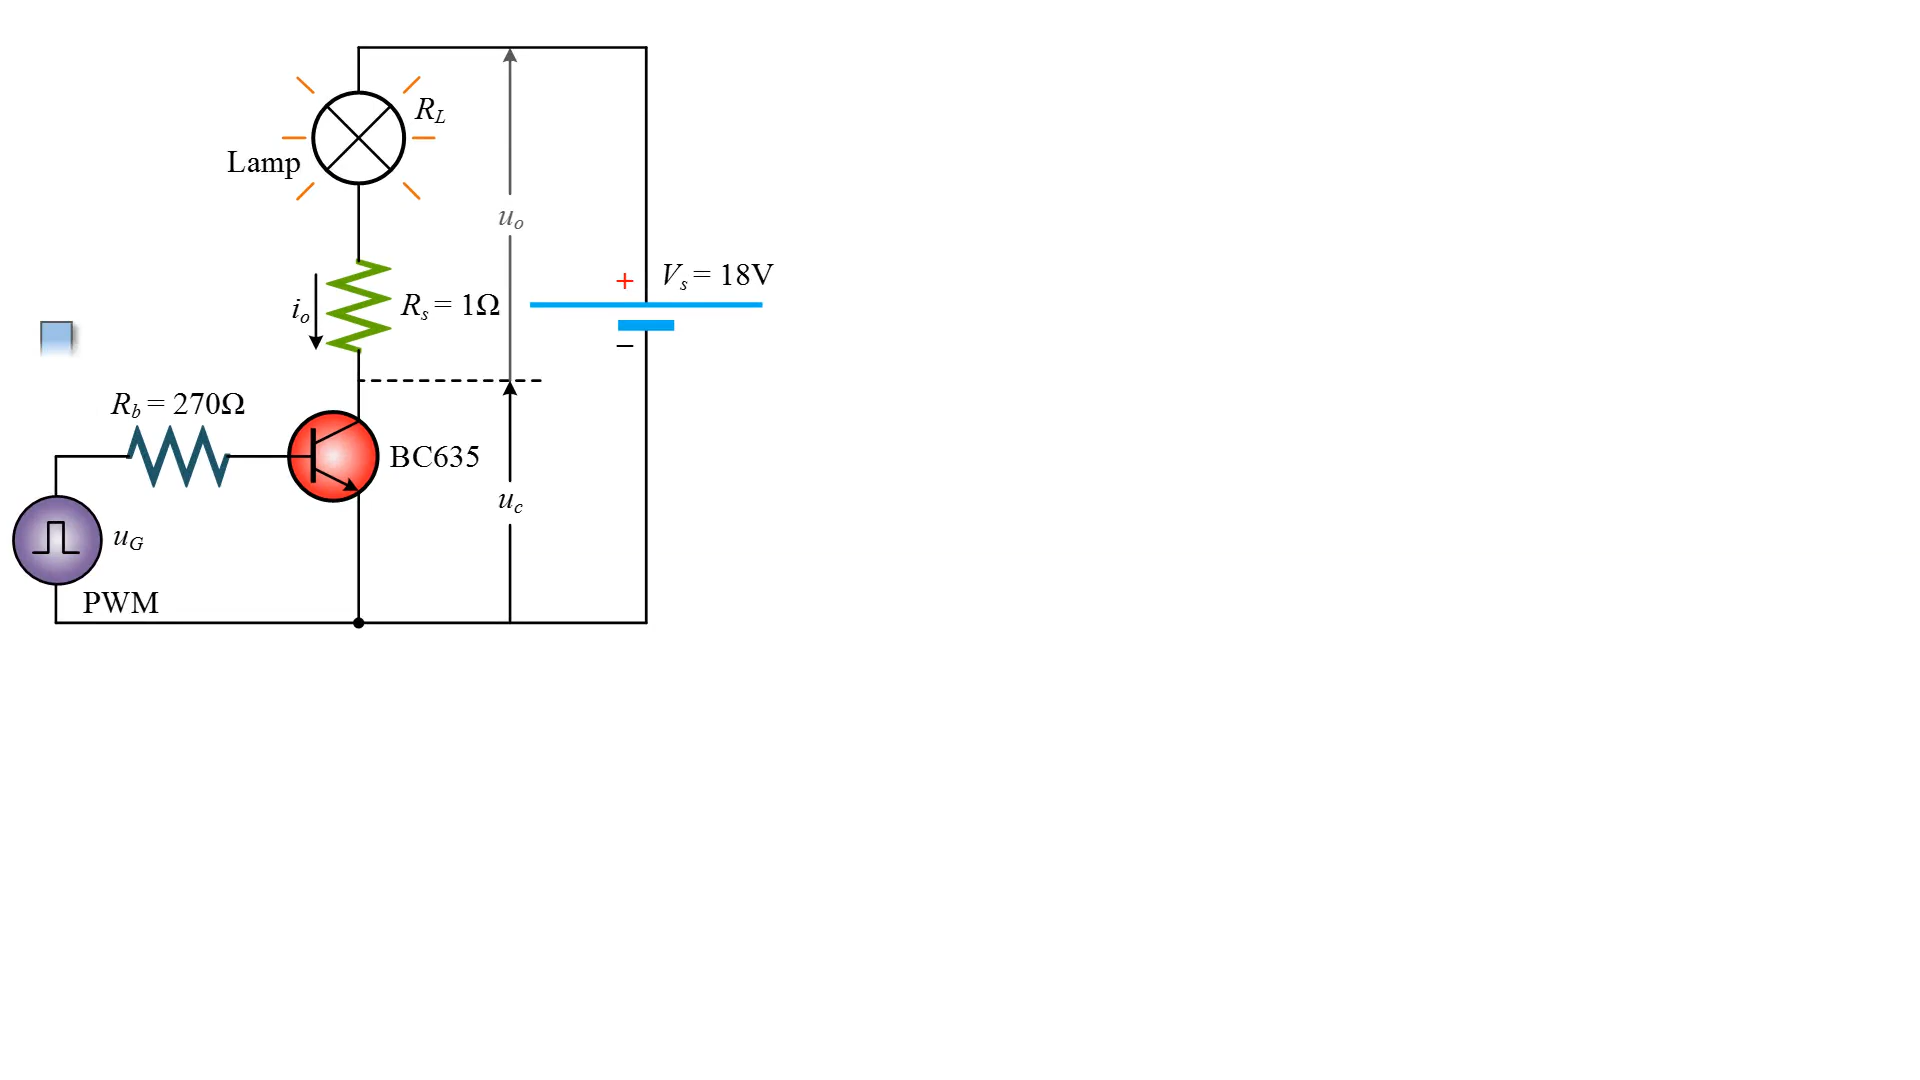 R_L
Lamp
u_o
+
V_s = 18V
i_o
R_s = 1Ω
−
R_b = 270Ω
BC635
u_c
u_G
PWM